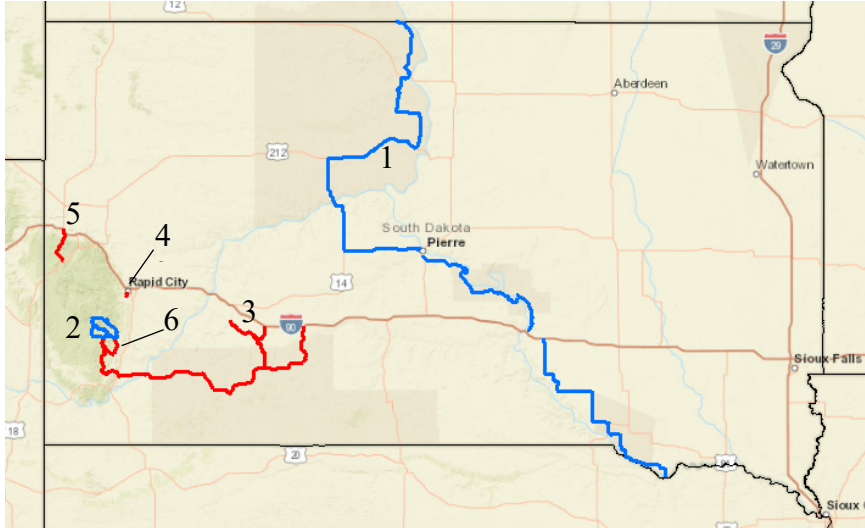 12
29
Aberdeen
1
212
Watertown
5
4
South Dakota
Pierre
Rapid City
14
2
6
3
90
Sioux Falls
18
20
Sioux